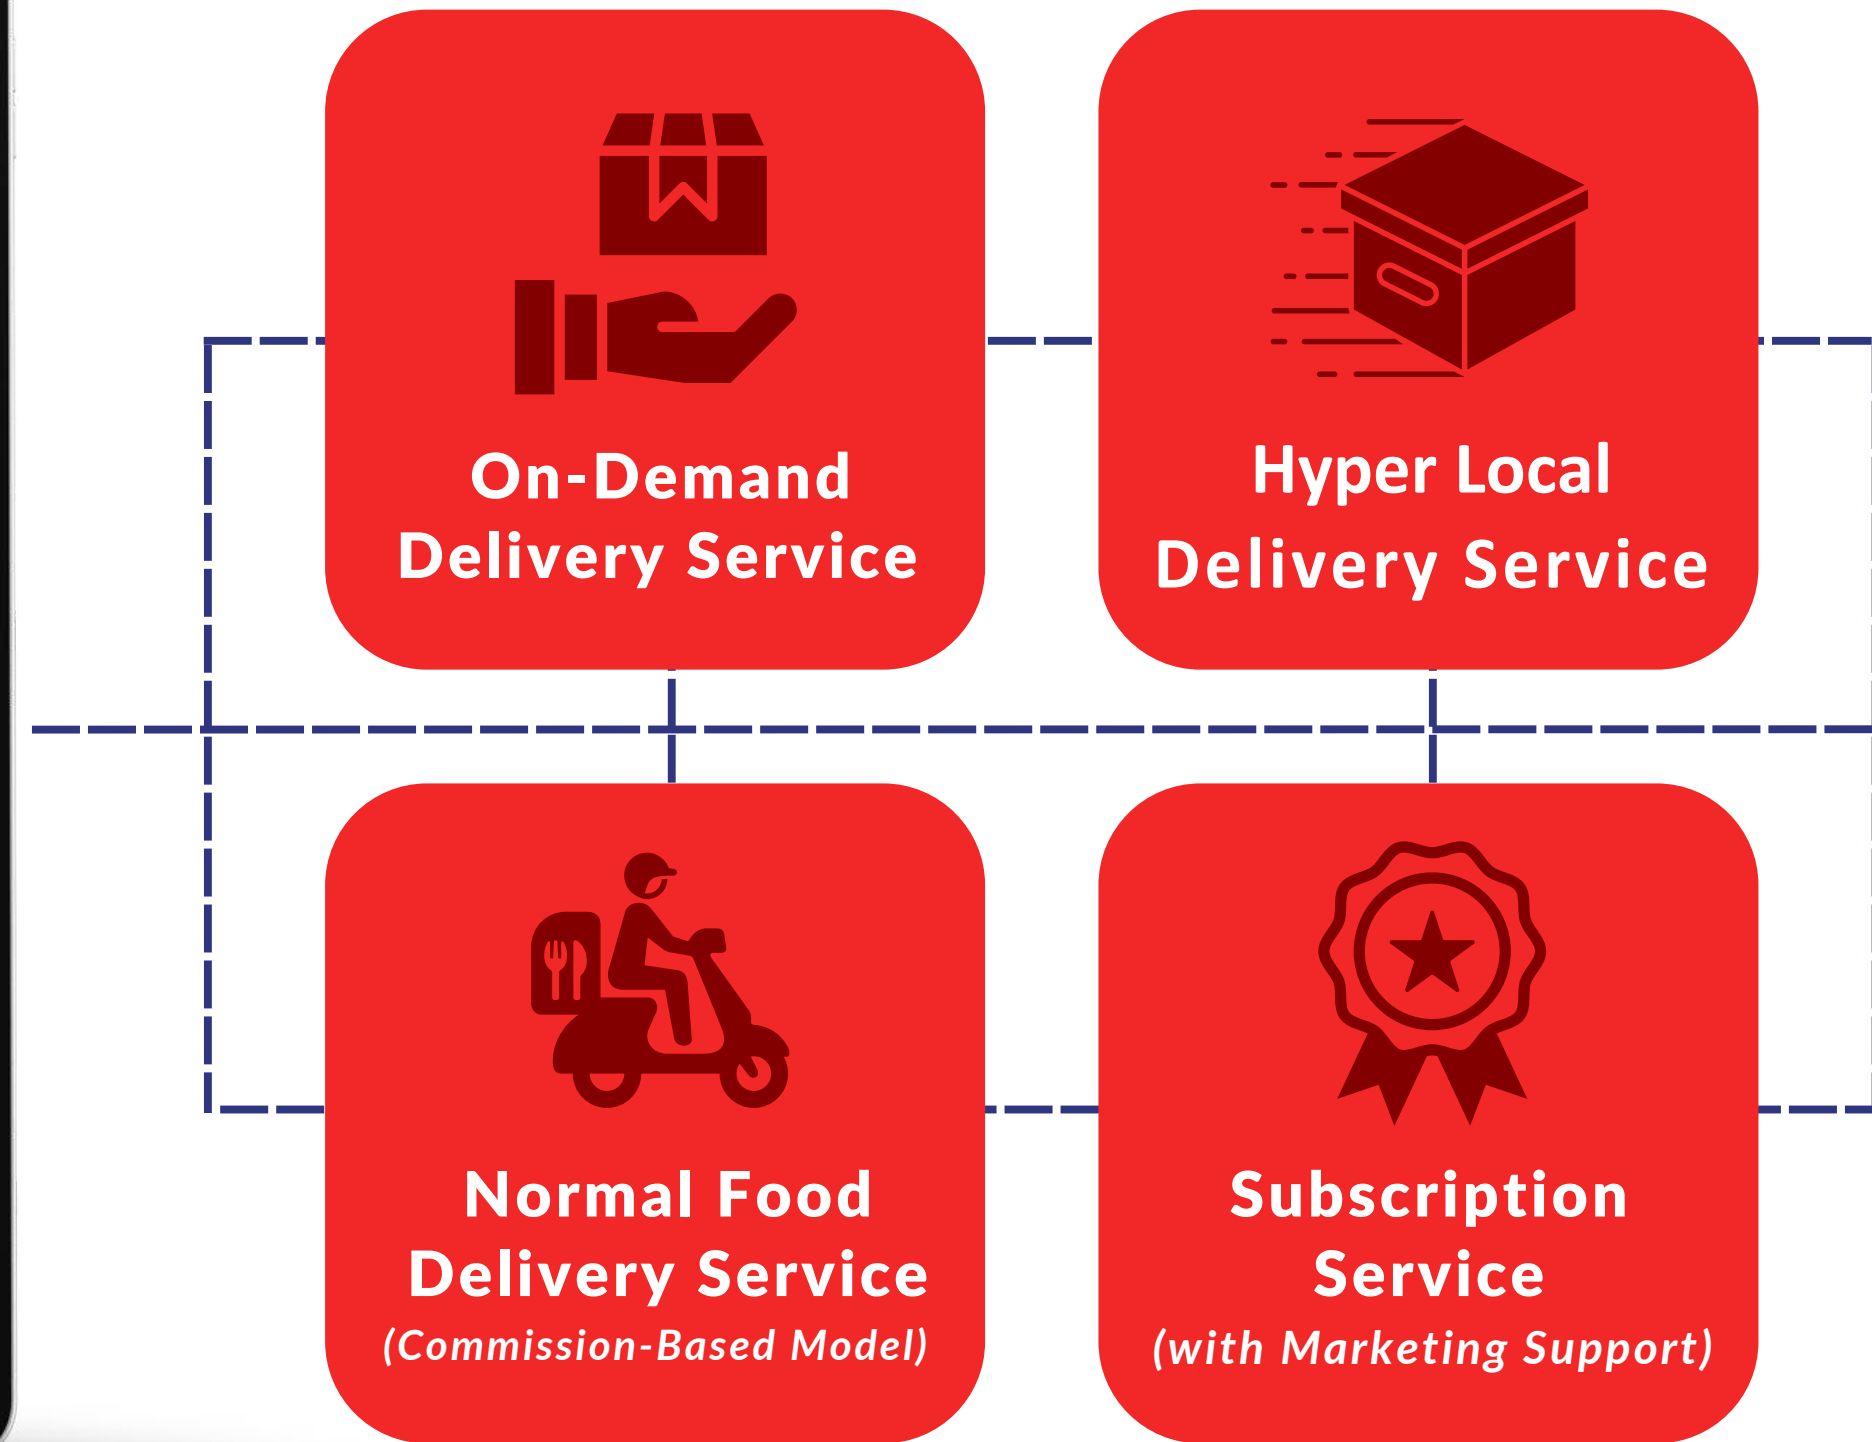 On-Demand
Delivery Service
Hyper Local
Delivery Service
Normal Food
Delivery Service
(Commission-Based Model)
Subscription
Service
(with Marketing Support)